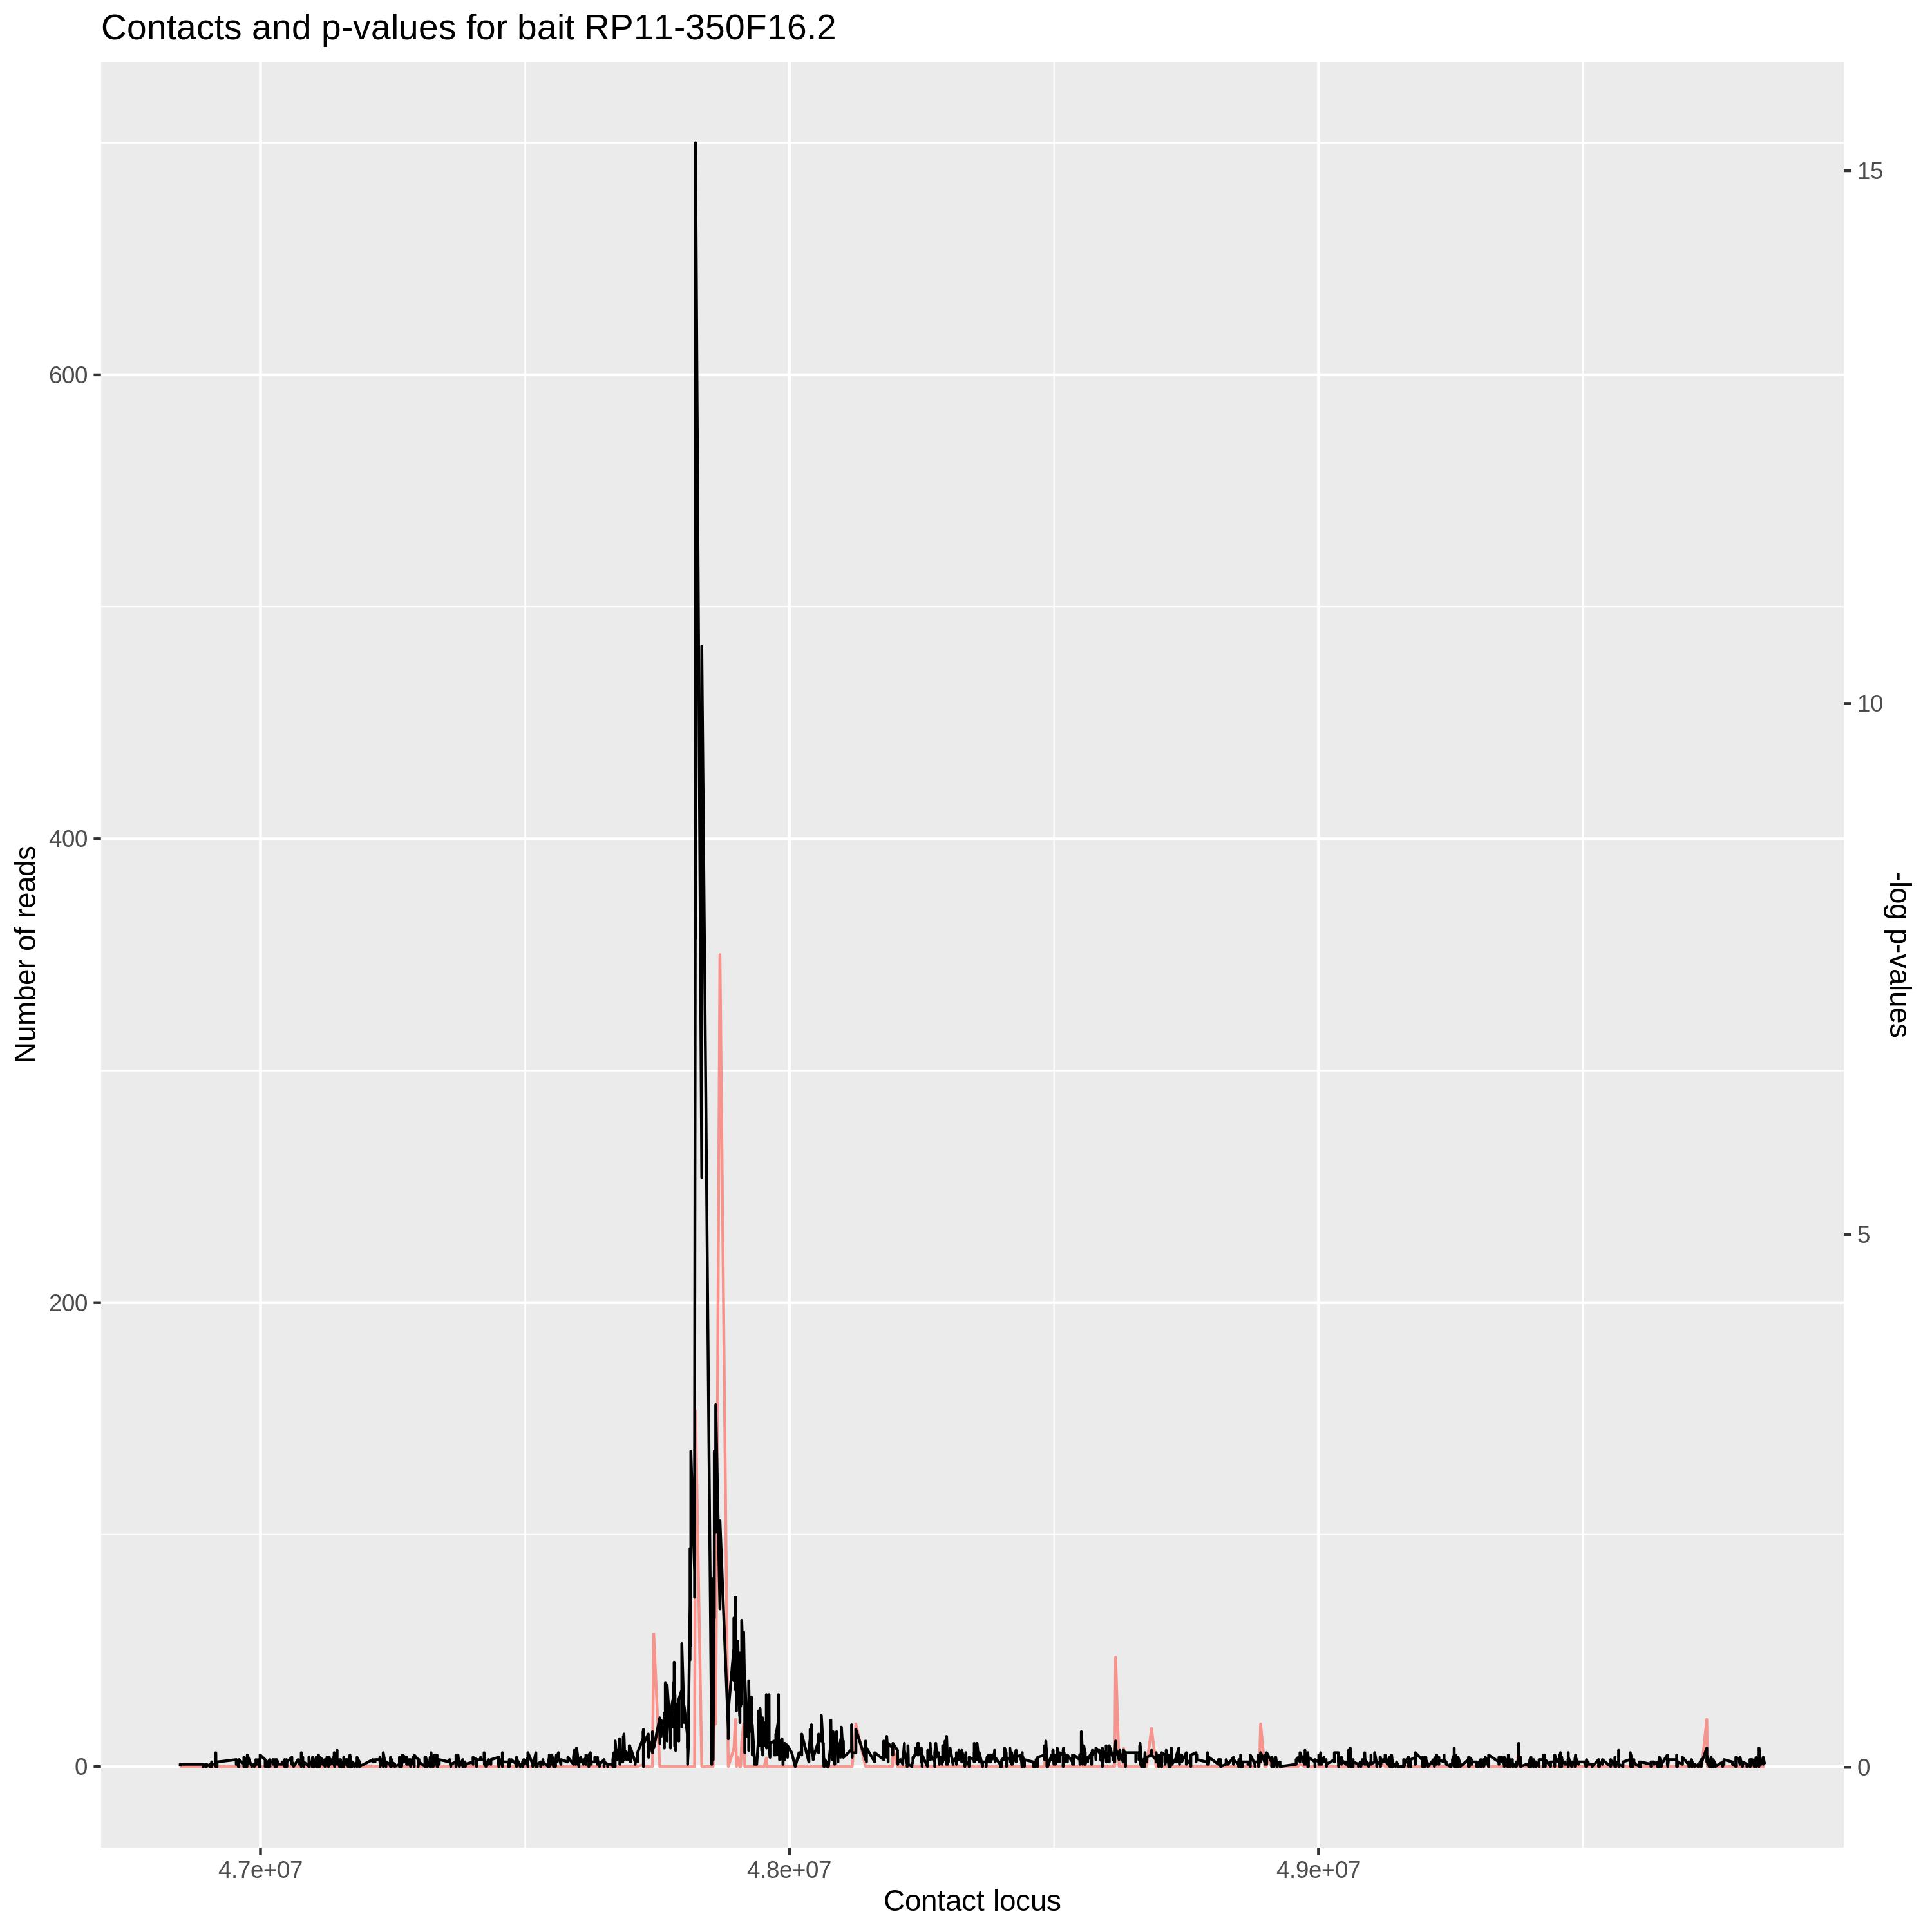 Contacts and p-values for bait RP11-350F16.2
600
400
200
0
Number of reads
15
10
5
0
-log p-values
4.7e+07
4.8e+07
4.9e+07
Contact locus